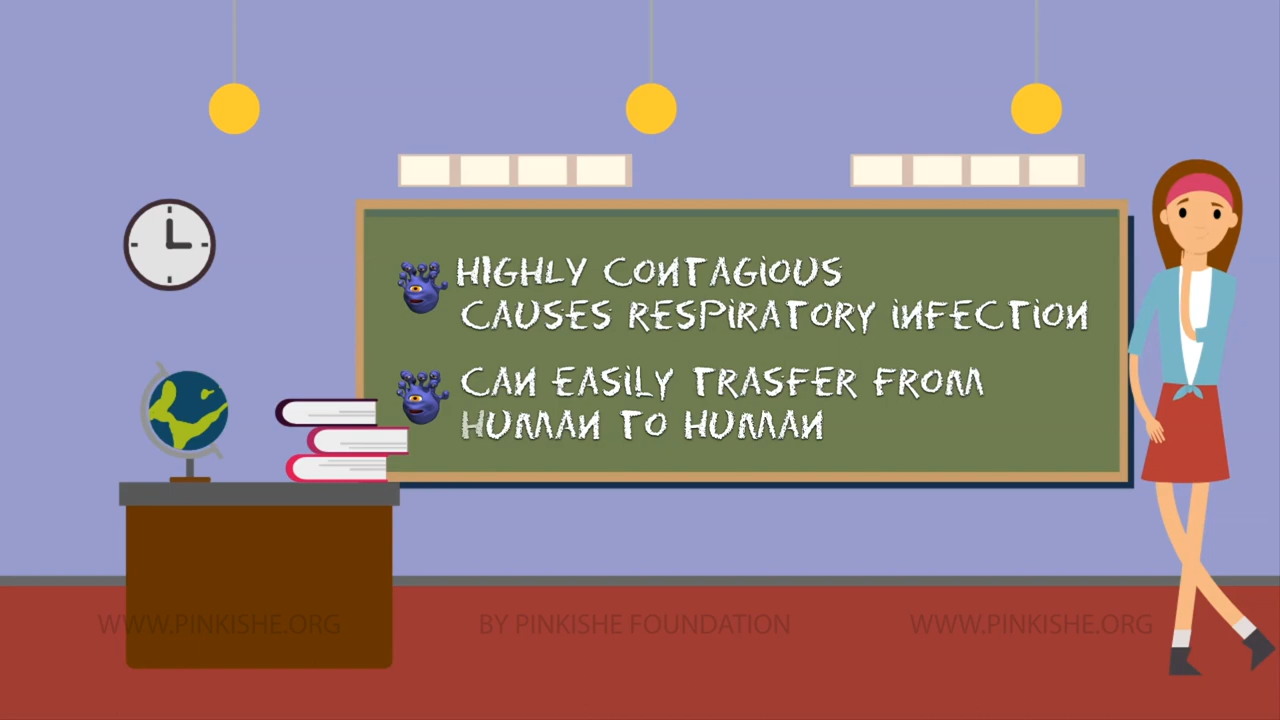 HIGHLY CONTAGiOUS
CAUSES RESPiRATORY iNFECTiON
CAN EASiLY TRASFER FROM
HUMAN TO HUMAN
WWW.PINKISHE.ORG
BY PINKISHE FOUNDATION
WWW.PINKISHE.ORG